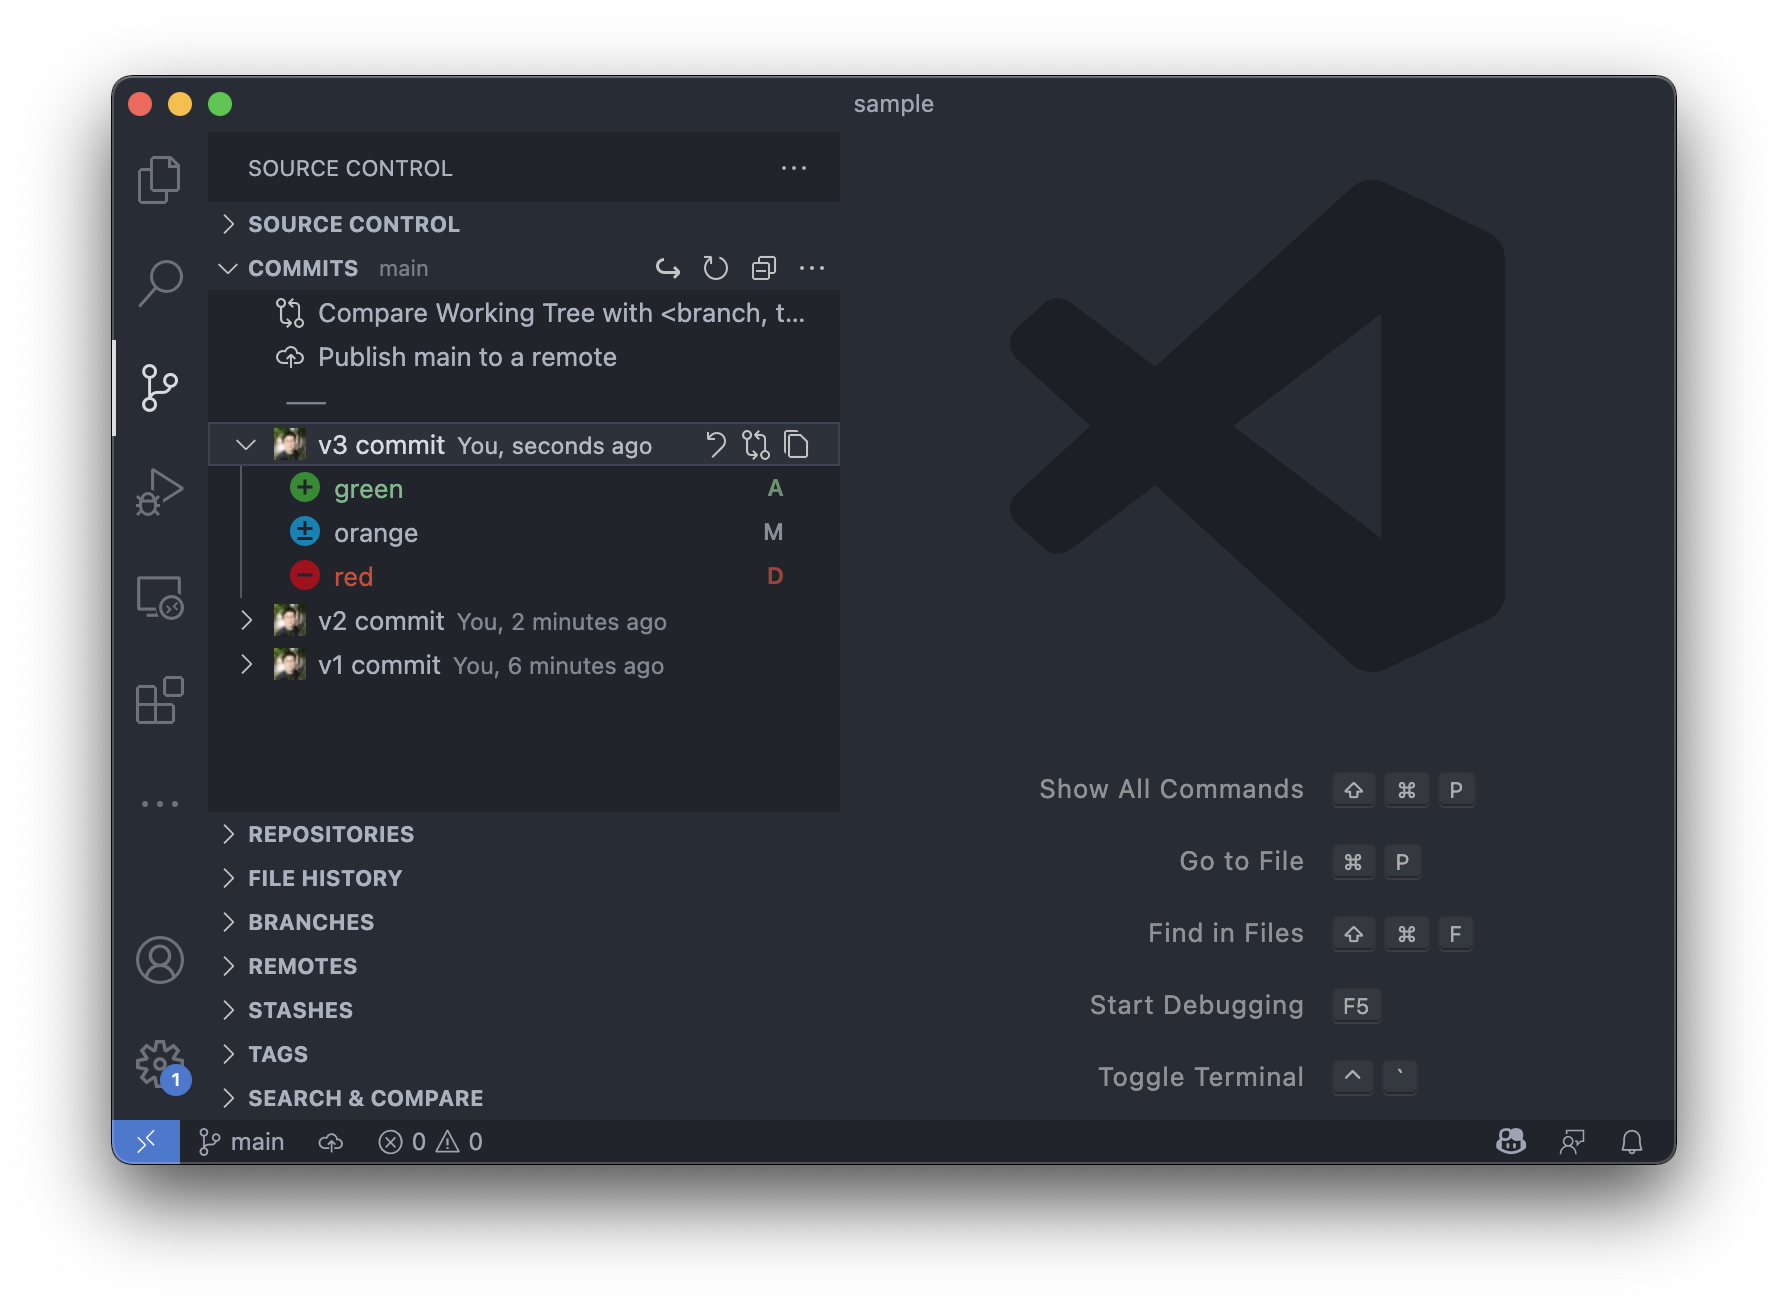 sample
SOURCE CONTROL
SOURCE CONTROL
COMMITS main
Compare Working Tree with <branch, t...
Publish main to a remote
v3 commit You, seconds ago
green A
orange M
red D
v2 commit You, 2 minutes ago
v1 commit You, 6 minutes ago
REPOSITORIES
FILE HISTORY
BRANCHES
REMOTES
STASHES
TAGS
SEARCH & COMPARE
Show All Commands ⇧ ⌘ P
Go to File ⌘ P
Find in Files ⇧ ⌘ F
Start Debugging F5
Toggle Terminal ^ `
1
main 0 0